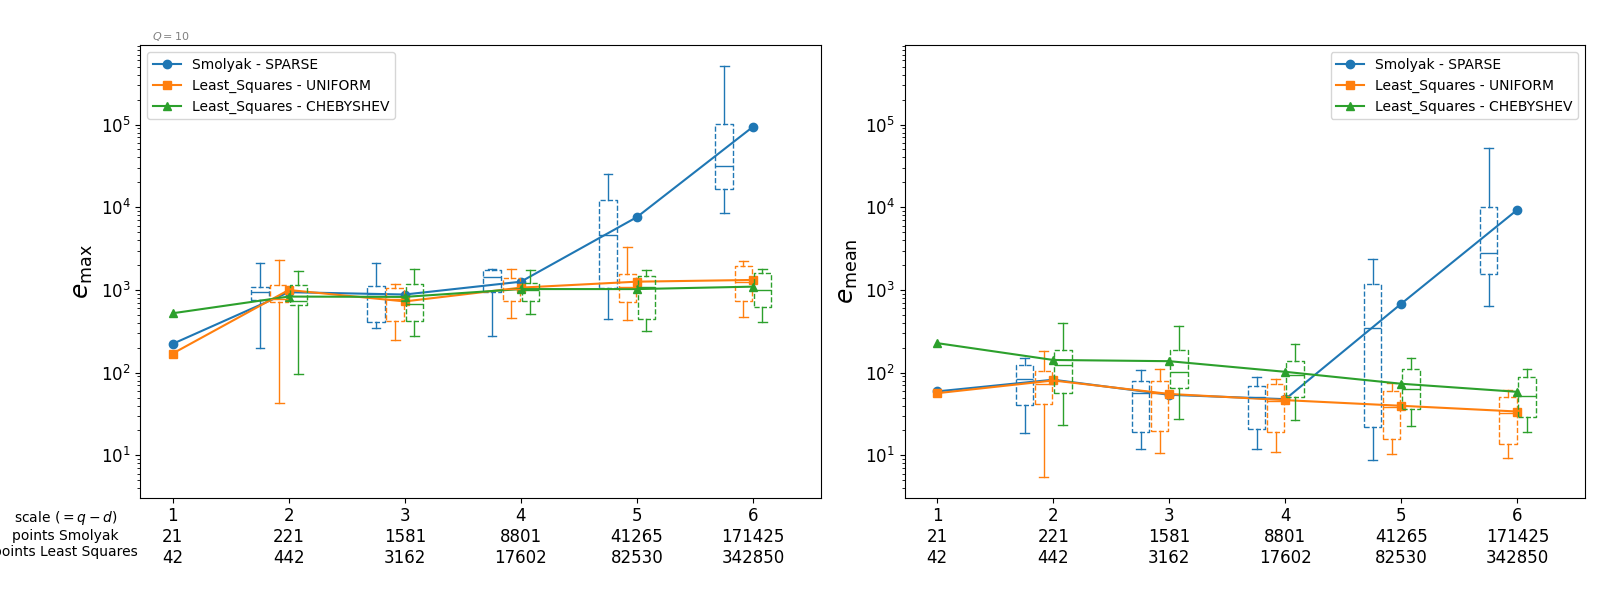 Q = 10
Smolyak - SPARSE
Least_Squares - UNIFORM
Least_Squares - CHEBYSHEV
10^5
10^4
10^3
10^2
10^1
e_max
scale (= q − d) 1 2 3 4 5 6
points Smolyak 21 221 1581 8801 41265 171425
points Least Squares 42 442 3162 17602 82530 342850
Smolyak - SPARSE
Least_Squares - UNIFORM
Least_Squares - CHEBYSHEV
10^5
10^4
10^3
10^2
10^1
e_mean
1 2 3 4 5 6
21 221 1581 8801 41265 171425
42 442 3162 17602 82530 342850